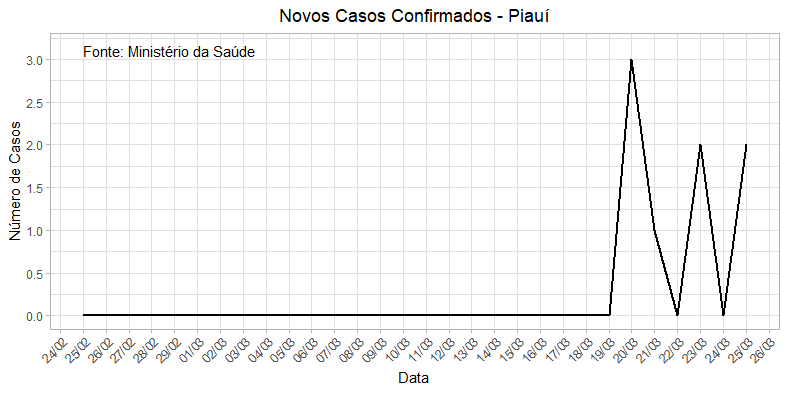 Novos Casos Confirmados - Piauí
Fonte: Ministério da Saúde
Número de Casos
3.0
2.5
2.0
1.5
1.0
0.5
0.0
24/02 25/02 26/02 27/02 28/02 29/02 01/03 02/03 03/03 04/03 05/03 06/03 07/03 08/03 09/03 10/03 11/03 12/03 13/03 14/03 15/03 16/03 17/03 18/03 19/03 20/03 21/03 22/03 23/03 24/03 25/03 26/03
Data